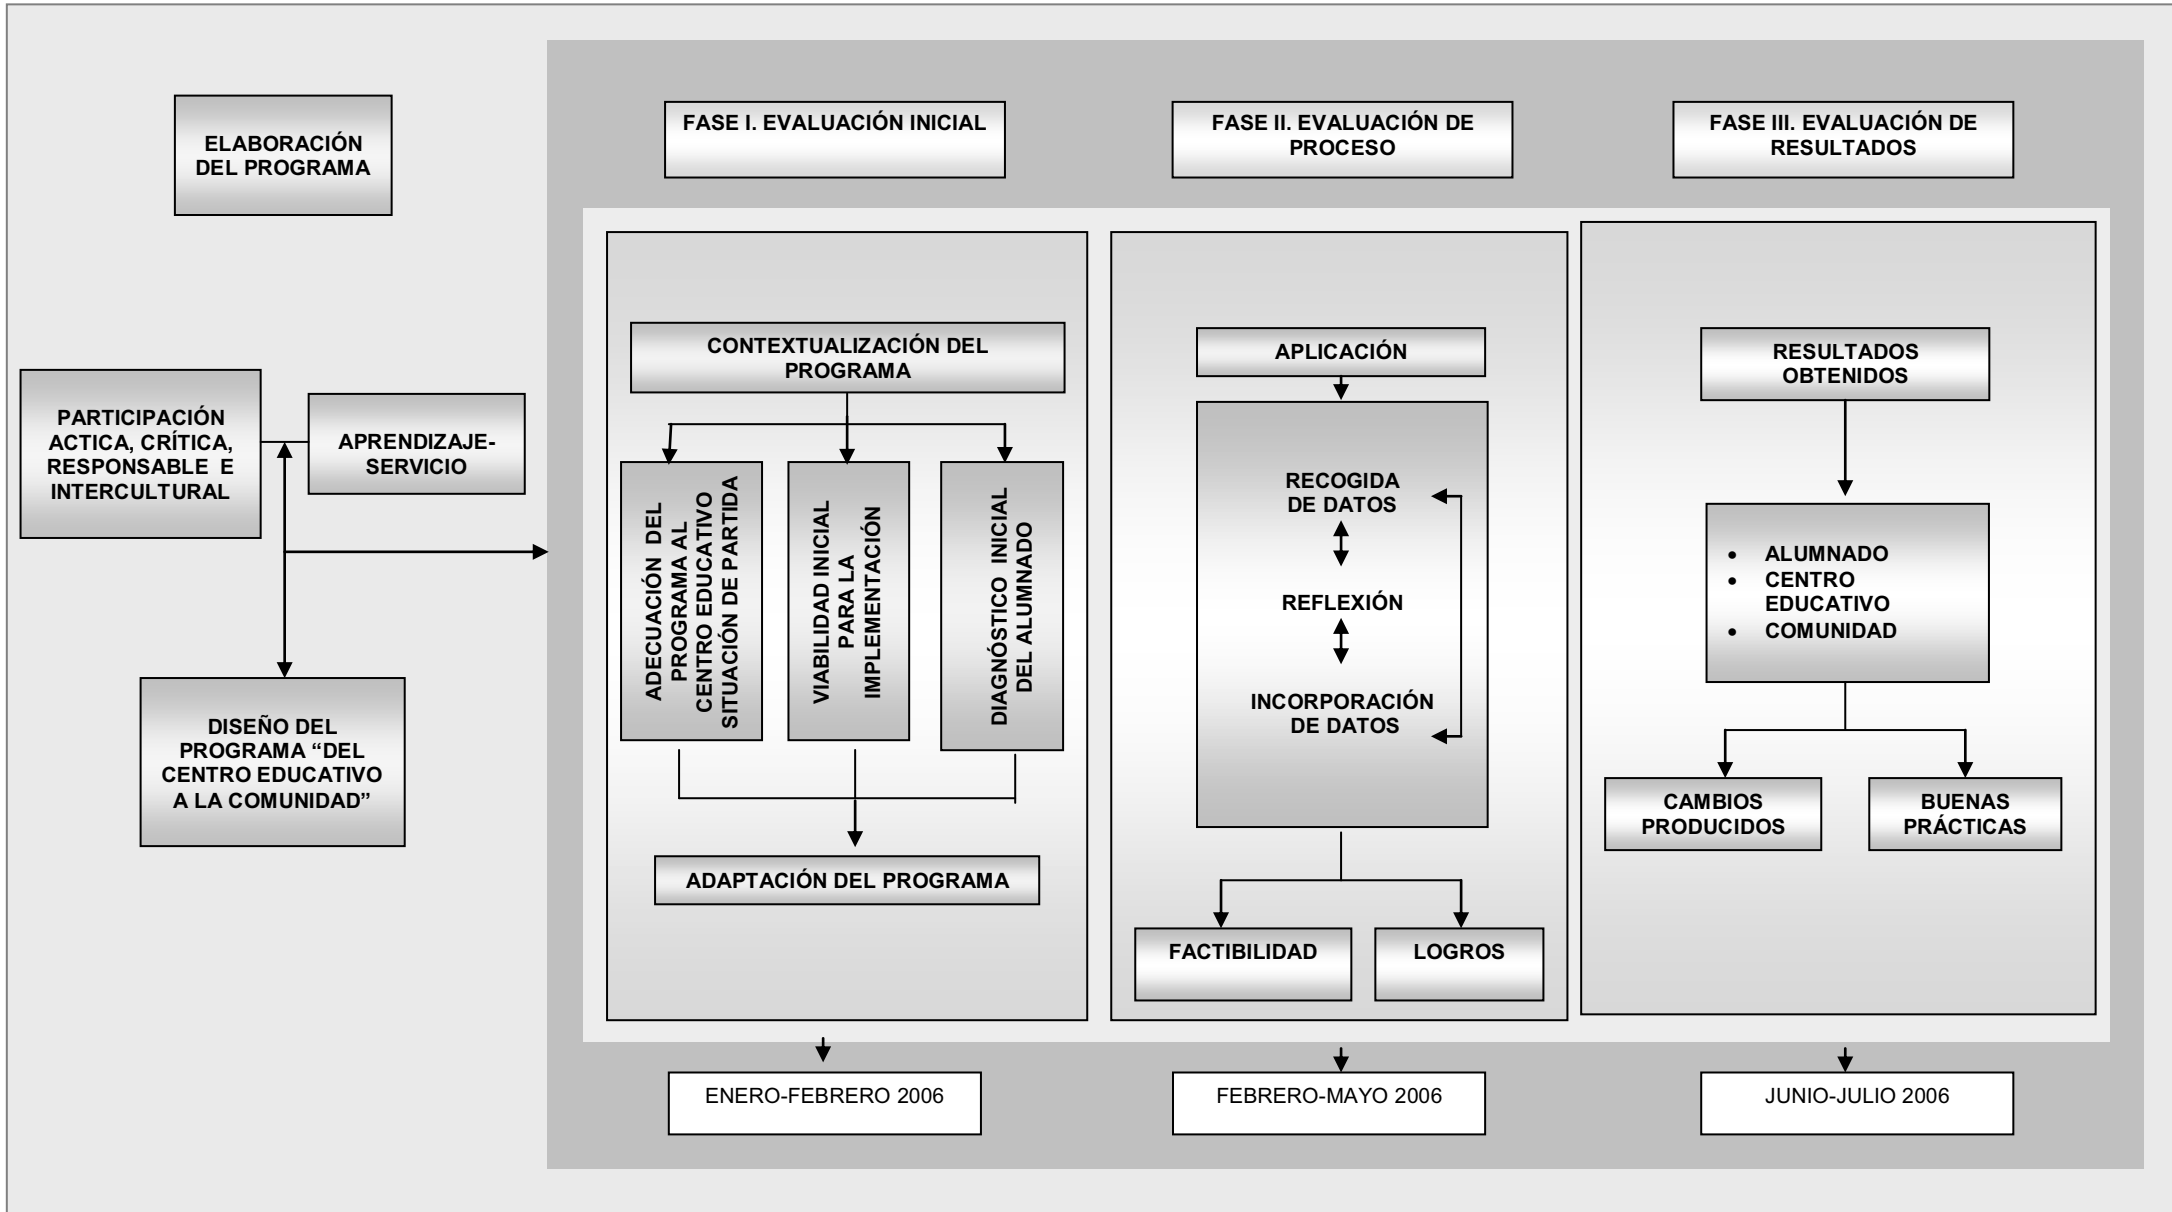 ELABORACIÓN
DEL PROGRAMA
PARTICIPACIÓN
ACTICA, CRÍTICA,
RESPONSABLE E
INTERCULTURAL
APRENDIZAJE-
SERVICIO
DISEÑO DEL
PROGRAMA “DEL
CENTRO EDUCATIVO
A LA COMUNIDAD”
FASE I. EVALUACIÓN INICIAL
CONTEXTUALIZACIÓN DEL
PROGRAMA
ADECUACIÓN DEL
PROGRAMA AL
CENTRO EDUCATIVO
SITUACIÓN DE PARTIDA
VIABILIDAD INICIAL
PARA LA
IMPLEMENTACIÓN
DIAGNÓSTICO INICIAL
DEL ALUMNADO
ADAPTACIÓN DEL PROGRAMA
ENERO-FEBRERO 2006
FASE II. EVALUACIÓN DE
PROCESO
APLICACIÓN
RECOGIDA
DE DATOS
REFLEXIÓN
INCORPORACIÓN
DE DATOS
FACTIBILIDAD
LOGROS
FEBRERO-MAYO 2006
FASE III. EVALUACIÓN DE
RESULTADOS
RESULTADOS
OBTENIDOS
• ALUMNADO
• CENTRO
EDUCATIVO
• COMUNIDAD
CAMBIOS
PRODUCIDOS
BUENAS
PRÁCTICAS
JUNIO-JULIO 2006